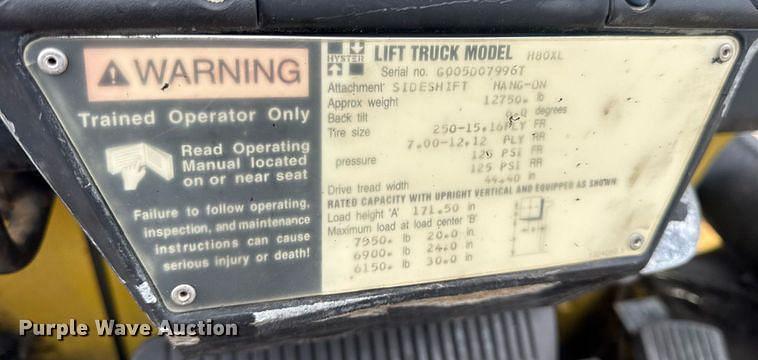 WARNING
Trained Operator Only
Read Operating
Manual located
on or near seat
Failure to follow operating,
inspection, and maintenance
instructions can cause
serious injury or death!
HYSTER
LIFT TRUCK MODEL H80XL
Serial no. G005D07996T
Attachment SIDESHIFT HANG-ON
Approx weight 12750. lb
Back tilt degrees
Tire size 250-15.16PLY FR
7.00-12.12 PLY RR
pressure 125 PSI FR
125 PSI RR
Drive tread width 44.40 in
RATED CAPACITY WITH UPRIGHT VERTICAL AND EQUIPPED AS SHOWN
Load height 'A' 171.50 in
Maximum load at load center 'B'
7950. lb 20.0 in
6900. lb 24.0 in
6150. lb 30.0 in
Purple Wave Auction